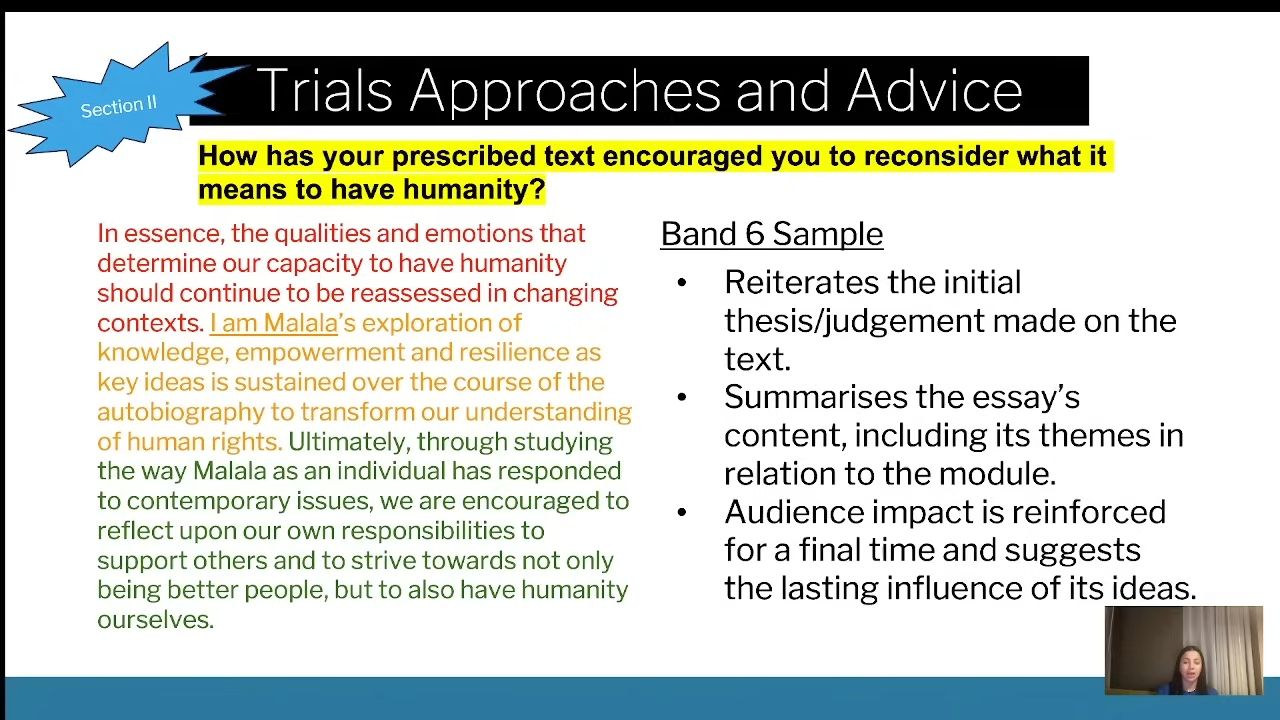 Section II
Trials Approaches and Advice
How has your prescribed text encouraged you to reconsider what it
means to have humanity?
In essence, the qualities and emotions that
determine our capacity to have humanity
should continue to be reassessed in changing
contexts. I am Malala's exploration of
knowledge, empowerment and resilience as
key ideas is sustained over the course of the
autobiography to transform our understanding
of human rights. Ultimately, through studying
the way Malala as an individual has responded
to contemporary issues, we are encouraged to
reflect upon our own responsibilities to
support others and to strive towards not only
being better people, but to also have humanity
ourselves.
Band 6 Sample
• Reiterates the initial
thesis/judgement made on the
text.
• Summarises the essay's
content, including its themes in
relation to the module.
• Audience impact is reinforced
for a final time and suggests
the lasting influence of its ideas.